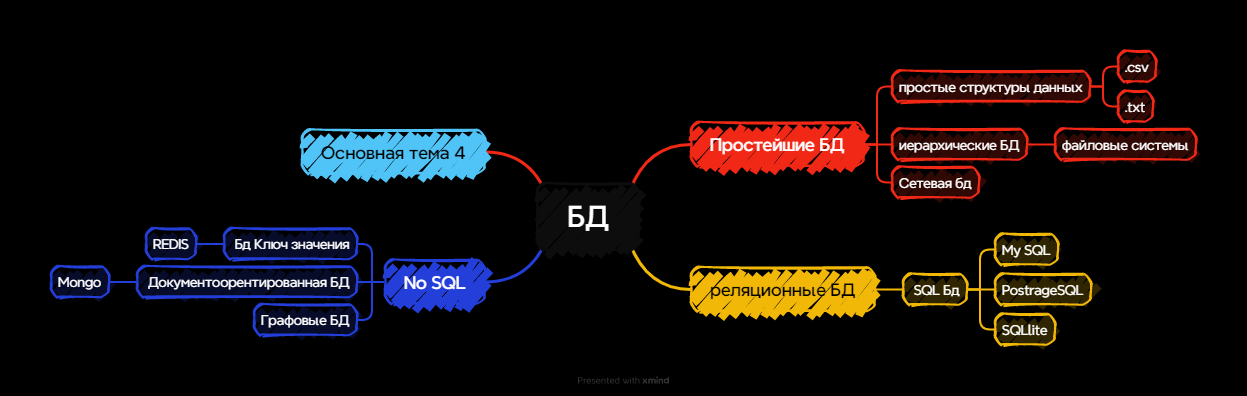 БД
Простейшие БД
простые структуры данных
.csv
.txt
иерархические БД
файловые системы
Сетевая бд
реляционные БД
SQL Бд
My SQL
PostrageSQL
SQLlite
No SQL
Бд Ключ значения
REDIS
Документоорентированная БД
Mongo
Графовые БД
Основная тема 4
Presented with xmind